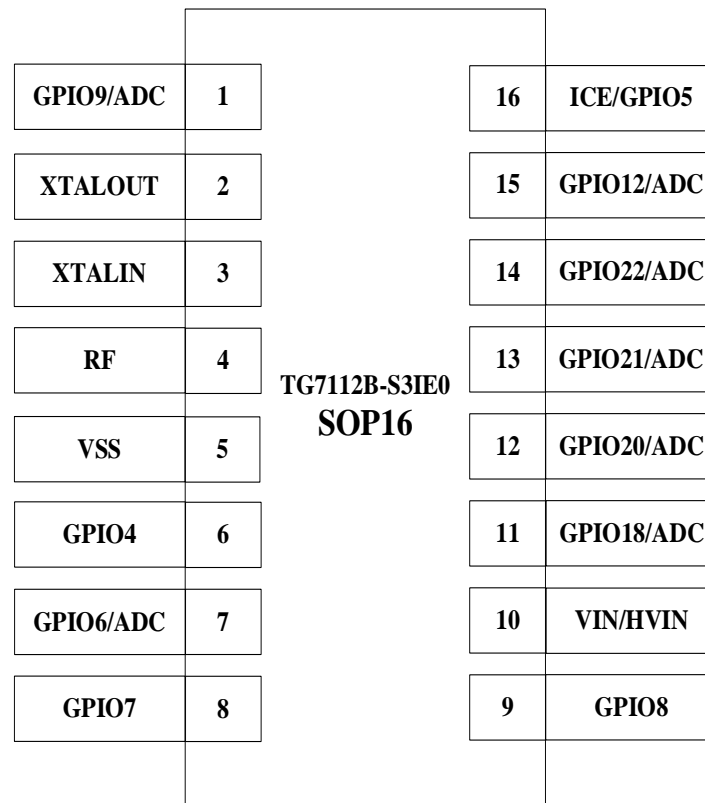 GPIO9/ADC 1 16 ICE/GPIO5
XTALOUT 2 15 GPIO12/ADC
XTALIN 3 14 GPIO22/ADC
RF 4 13 GPIO21/ADC
TG7112B-S3IE0
SOP16
VSS 5 12 GPIO20/ADC
GPIO4 6 11 GPIO18/ADC
GPIO6/ADC 7 10 VIN/HVIN
GPIO7 8 9 GPIO8